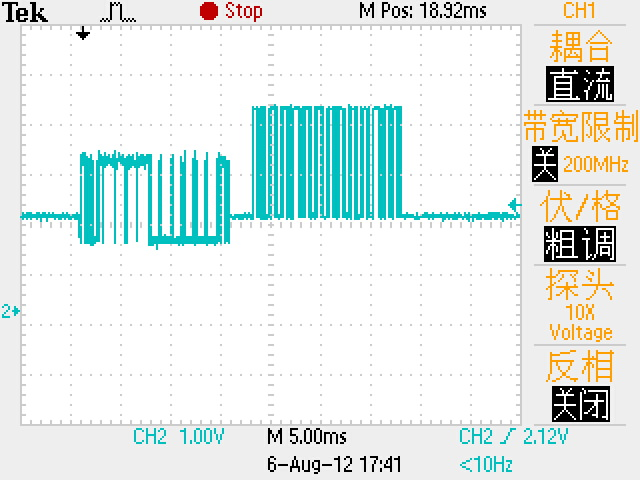 Tek Stop M Pos: 18.92ms CH1
耦合
直流
带宽限制
关 200MHz
伏/格
粗调
探头
10X
Voltage
反相
关闭
2
CH2 1.00V M 5.00ms CH2 2.12V
6-Aug-12 17:41 <10Hz